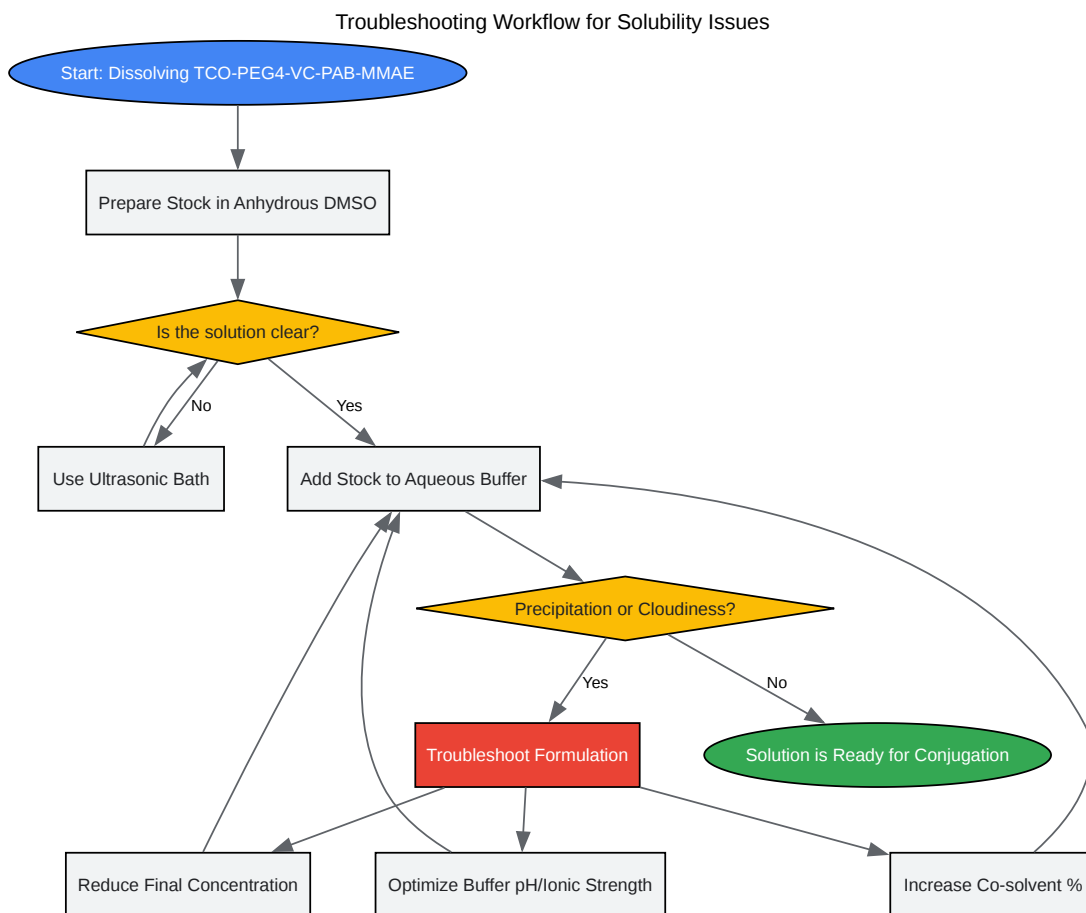 Troubleshooting Workflow for Solubility Issues
Start: Dissolving TCO-PEG4-VC-PAB-MMAE
Prepare Stock in Anhydrous DMSO
Is the solution clear?
No
Yes
Use Ultrasonic Bath
Add Stock to Aqueous Buffer
Precipitation or Cloudiness?
Yes
No
Troubleshoot Formulation
Solution is Ready for Conjugation
Reduce Final Concentration
Optimize Buffer pH/Ionic Strength
Increase Co-solvent %